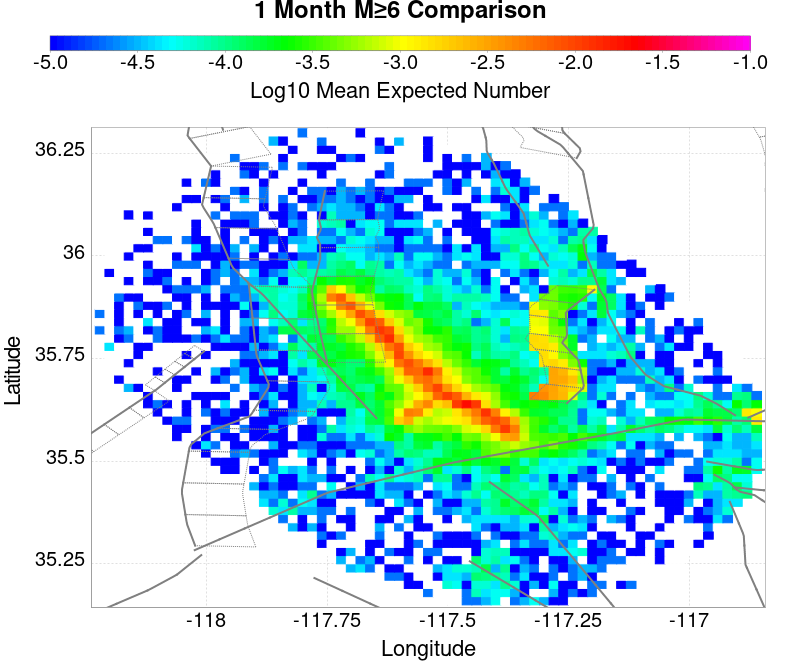 1 Month M≥6 Comparison
-5.0 -4.5 -4.0 -3.5 -3.0 -2.5 -2.0 -1.5 -1.0
Log10 Mean Expected Number
36.25
36
35.75
35.5
35.25
Latitude
-118 -117.75 -117.5 -117.25 -117
Longitude